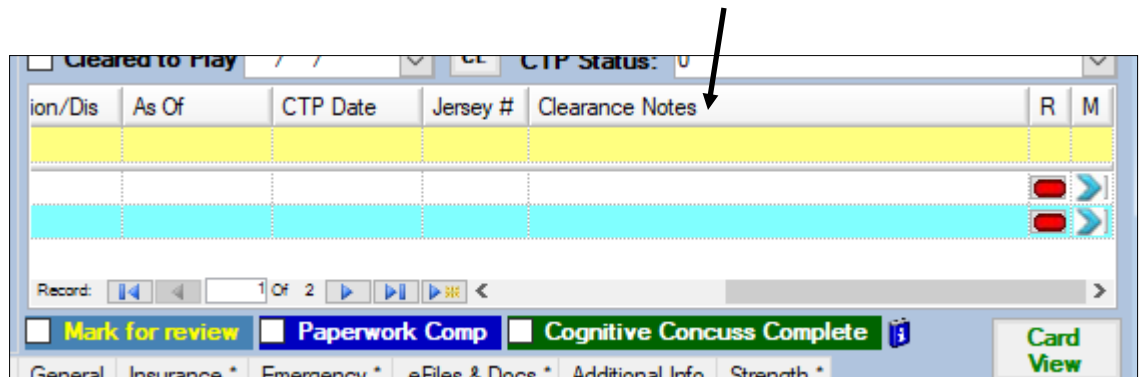 Cleared to Play / / CL CTP Status: 0
ion/Dis As Of CTP Date Jersey # Clearance Notes R M
Record: 1 Of 2
Mark for review Paperwork Comp Cognitive Concuss Complete i Card
View
General Insurance * Emergency * eFiles & Docs * Additional Info Strength *